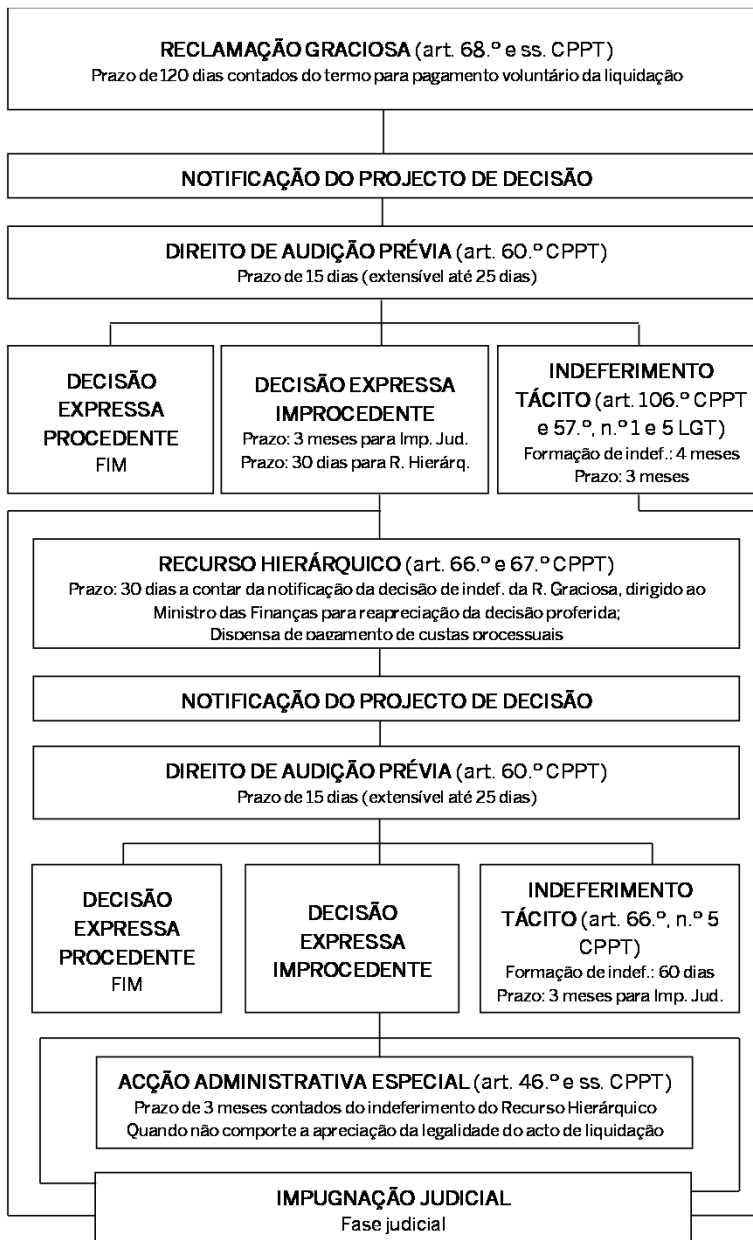 RECLAMAÇÃO GRACIOSA (art. 68.º e ss. CPPT)
Prazo de 120 dias contados do termo para pagamento voluntário da liquidação
NOTIFICAÇÃO DO PROJECTO DE DECISÃO
DIREITO DE AUDIÇÃO PRÉVIA (art. 60.º CPPT)
Prazo de 15 dias (extensível até 25 dias)
DECISÃO
EXPRESSA
PROCEDENTE
FIM
DECISÃO EXPRESSA
IMPROCEDENTE
Prazo: 3 meses para Imp. Jud.
Prazo: 30 dias para R. Hierárq.
INDEFERIMENTO
TÁCITO (art. 106.º CPPT
e 57.º, n.º 1 e 5 LGT)
Formação de indef.: 4 meses
Prazo: 3 meses
RECURSO HIERÁRQUICO (art. 66.º e 67.º CPPT)
Prazo: 30 dias a contar da notificação da decisão de indef. da R. Graciosa, dirigido ao
Ministro das Finanças para reapreciação da decisão proferida;
Dispensa de pagamento de custas processuais
NOTIFICAÇÃO DO PROJECTO DE DECISÃO
DIREITO DE AUDIÇÃO PRÉVIA (art. 60.º CPPT)
Prazo de 15 dias (extensível até 25 dias)
DECISÃO
EXPRESSA
PROCEDENTE
FIM
DECISÃO
EXPRESSA
IMPROCEDENTE
INDEFERIMENTO
TÁCITO (art. 66.º, n.º 5
CPPT)
Formação de indef.: 60 dias
Prazo: 3 meses para Imp. Jud.
ACÇÃO ADMINISTRATIVA ESPECIAL (art. 46.º e ss. CPPT)
Prazo de 3 meses contados do indeferimento do Recurso Hierárquico
Quando não comporte a apreciação da legalidade do acto de liquidação
IMPUGNAÇÃO JUDICIAL
Fase judicial